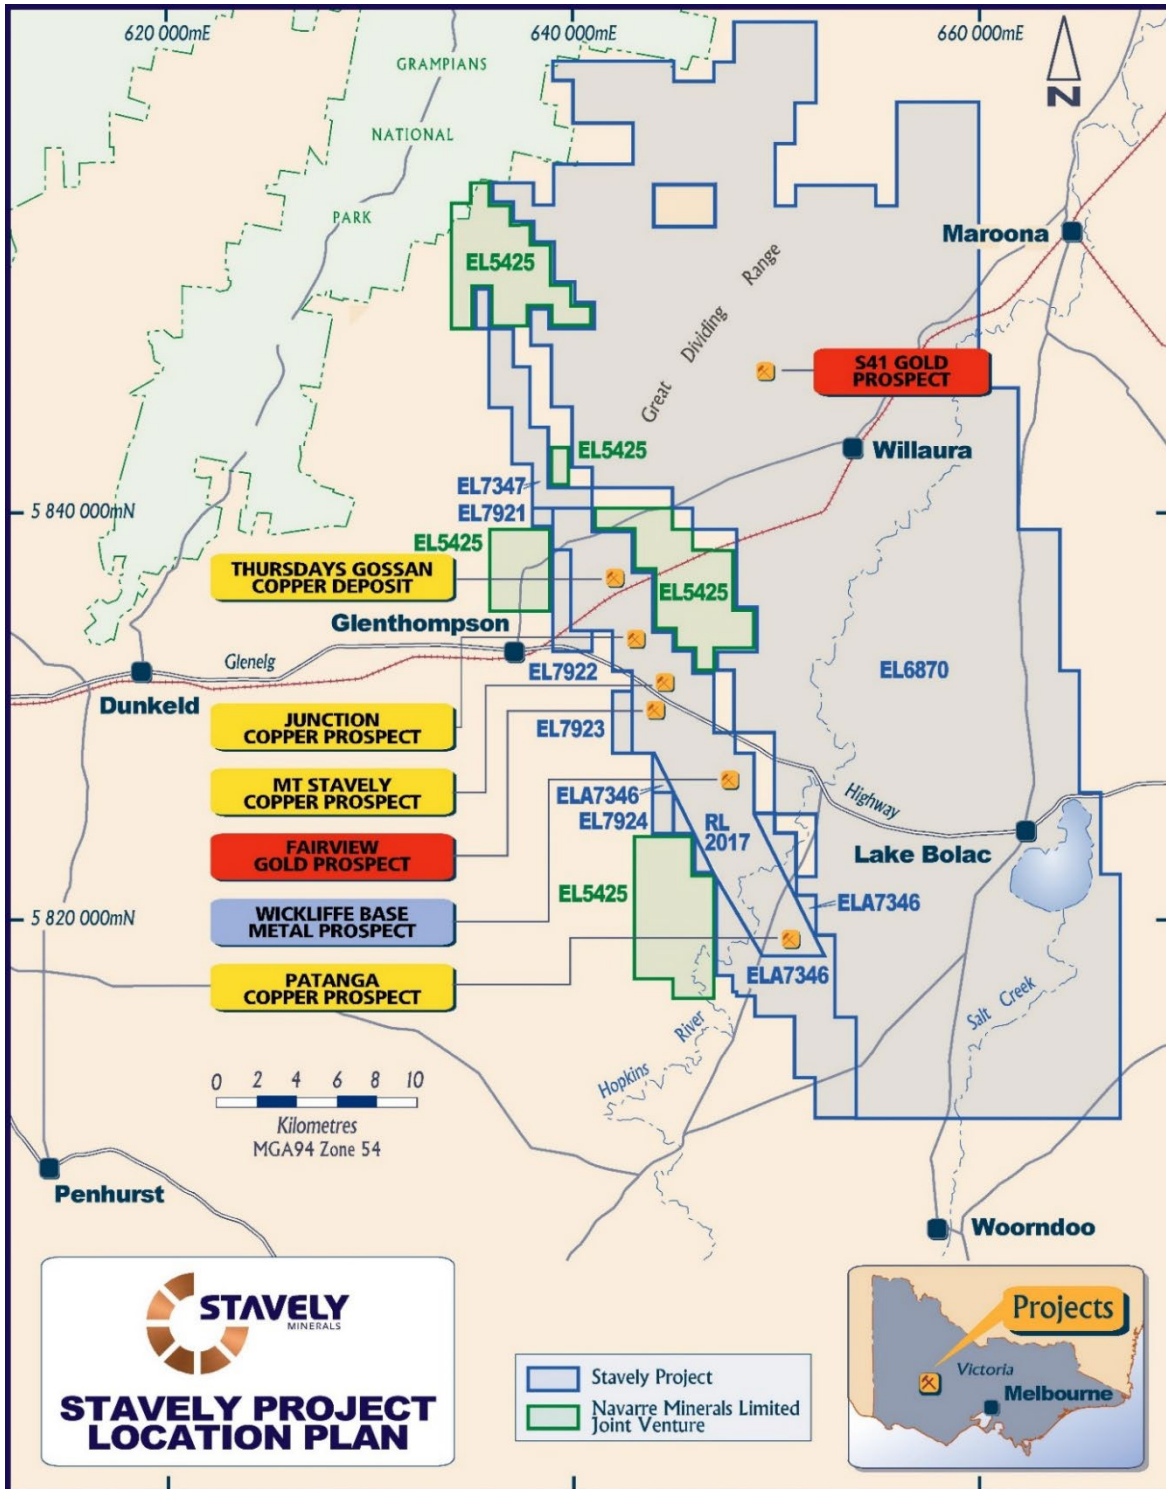 620 000mE
640 000mE
660 000mE
GRAMPIANS
NATIONAL
PARK
N
Maroona
EL5425
Great Dividing Range
S41 GOLD
PROSPECT
EL5425
Willaura
EL7347
5 840 000mN
EL7921
EL5425
THURSDAYS GOSSAN
COPPER DEPOSIT
EL5425
Glenthompson
Glenelg
EL7922
EL6870
Dunkeld
JUNCTION
COPPER PROSPECT
EL7923
MT STAVELY
COPPER PROSPECT
ELA7346
Highway
EL7924
RL
2017
FAIRVIEW
GOLD PROSPECT
Lake Bolac
EL5425
ELA7346
WICKLIFFE BASE
METAL PROSPECT
5 820 000mN
PATANGA
COPPER PROSPECT
ELA7346
Salt Creek
Hopkins River
0 2 4 6 8 10
Kilometres
MGA94 Zone 54
Penhurst
Woorndoo
STAVELY
MINERALS
STAVELY PROJECT
LOCATION PLAN
Stavely Project
Navarre Minerals Limited
Joint Venture
Projects
Victoria
Melbourne